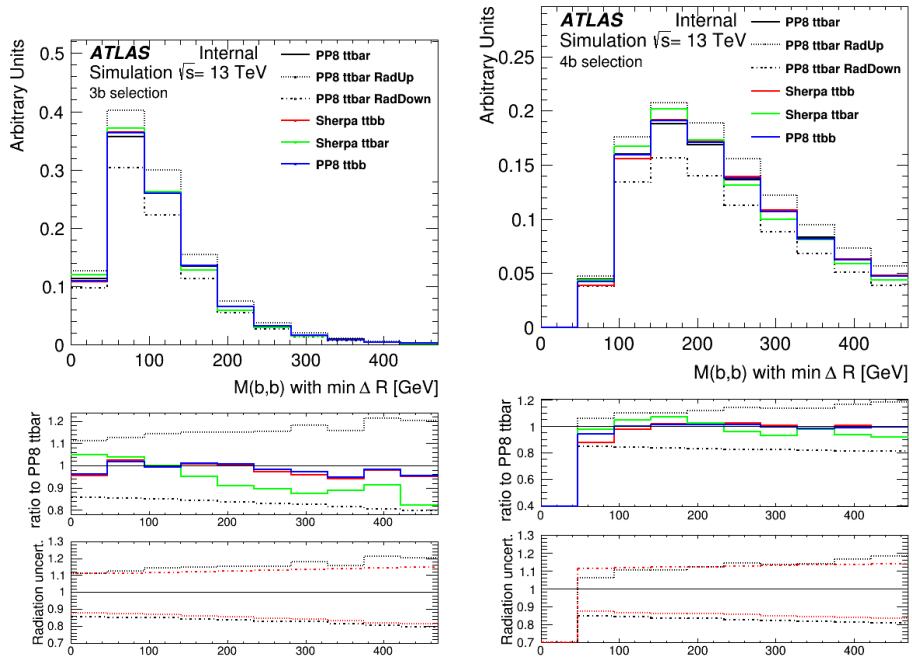 ATLAS Internal
Simulation √s= 13 TeV
3b selection
PP8 ttbar
PP8 ttbar RadUp
PP8 ttbar RadDown
Sherpa ttbb
Sherpa ttbar
PP8 ttbb
Arbitrary Units
0.5
0.4
0.3
0.2
0.1
0
0 100 200 300 400
M(b,b) with min Δ R [GeV]
ratio to PP8 ttbar
1.2
1.1
1
0.9
0.8
0 100 200 300 400
Radiation uncert.
1.3
1.2
1.1
1
0.9
0.8
0.7
0 100 200 300 400
ATLAS Internal
Simulation √s= 13 TeV
4b selection
PP8 ttbar
PP8 ttbar RadUp
PP8 ttbar RadDown
Sherpa ttbb
Sherpa ttbar
PP8 ttbb
Arbitrary Units
0.25
0.2
0.15
0.1
0.05
0
0 100 200 300 400
M(b,b) with min Δ R [GeV]
ratio to PP8 ttbar
1.2
1
0.8
0.6
0.4
0 100 200 300 400
Radiation uncert.
1.3
1.2
1.1
1
0.9
0.8
0.7
0 100 200 300 400